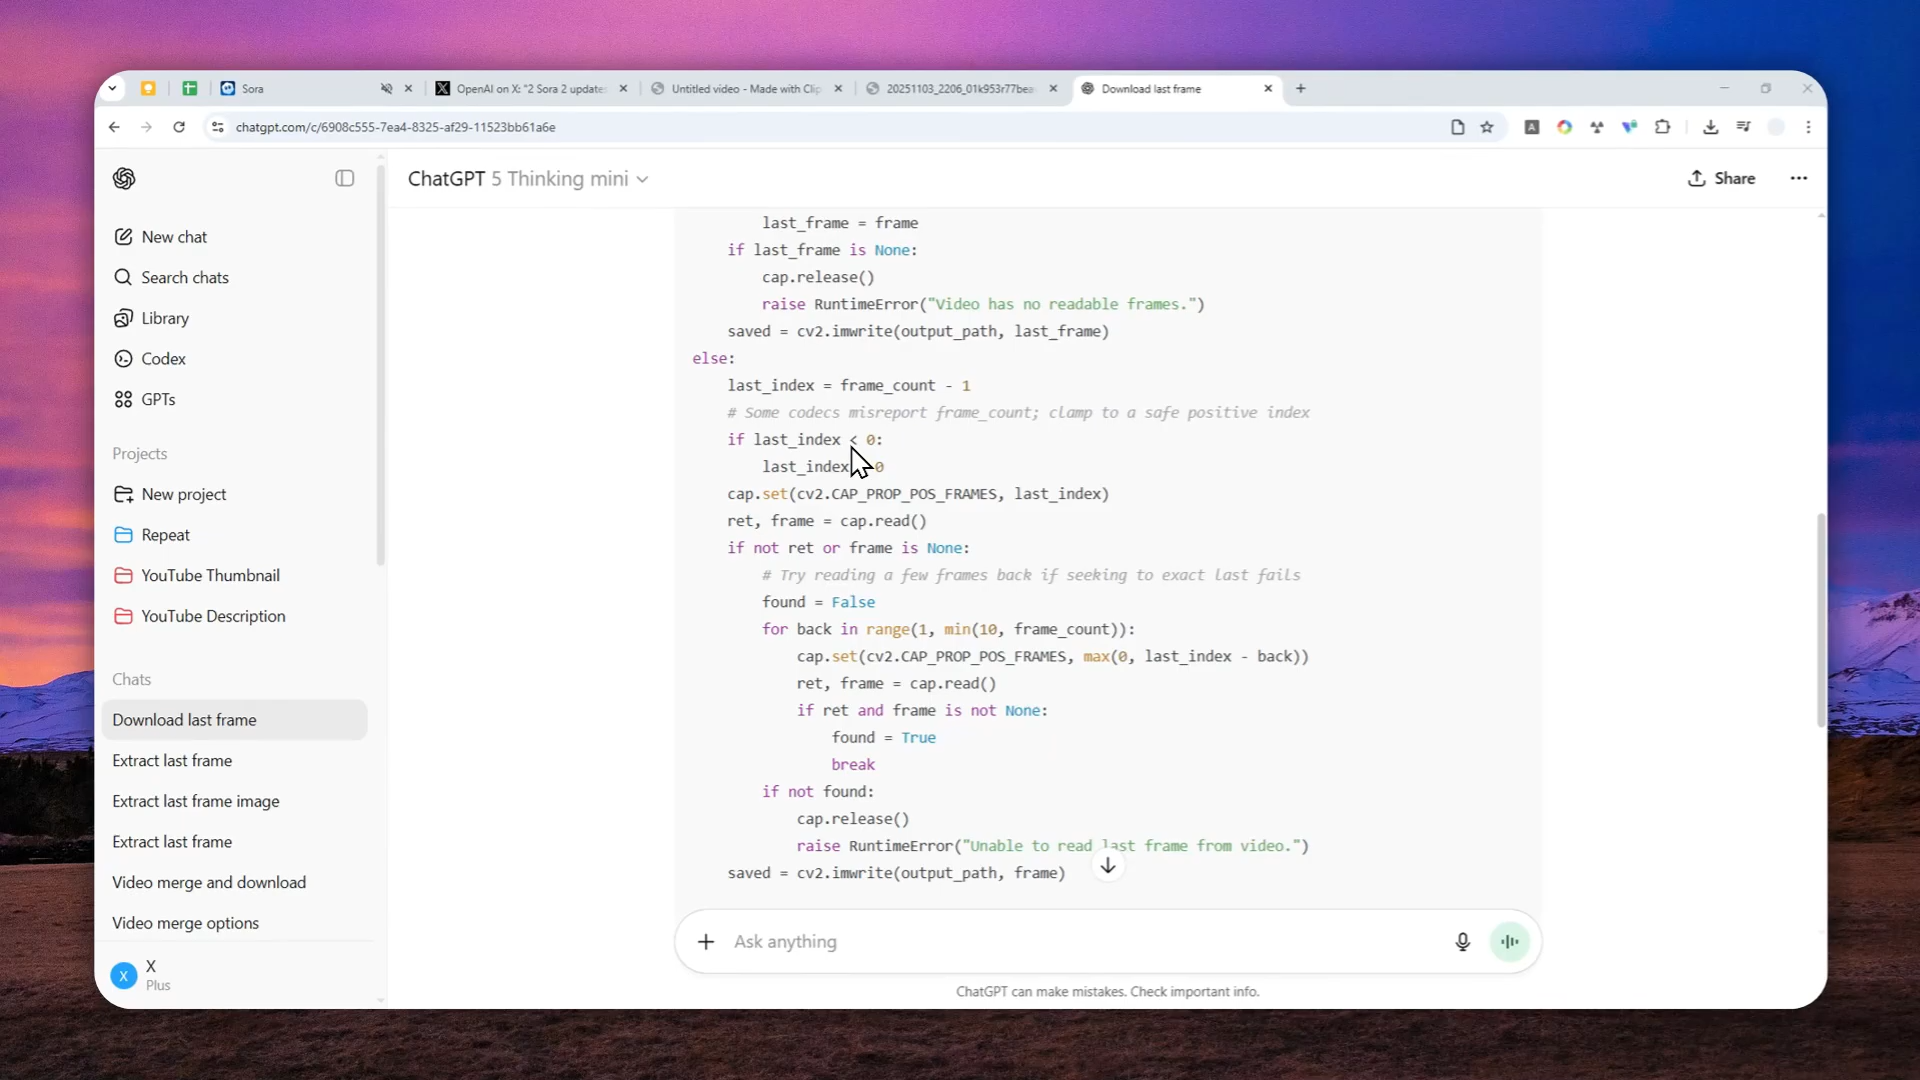 Sora
OpenAI on X: "2 Sora 2 update
Untitled video - Made with Clip
20251103_2206_01k953r77bea
Download last frame
chatgpt.com/c/6908c555-7ea4-8325-af29-11523bb61a6e
ChatGPT 5 Thinking mini
Share
New chat
Search chats
Library
Codex
GPTs
Projects
New project
Repeat
YouTube Thumbnail
YouTube Description
Chats
Download last frame
Extract last frame
Extract last frame image
Extract last frame
Video merge and download
Video merge options
X
X
Plus
last_frame = frame
if last_frame is None:
cap.release()
raise RuntimeError("Video has no readable frames.")
saved = cv2.imwrite(output_path, last_frame)
else:
last_index = frame_count - 1
# Some codecs misreport frame_count; clamp to a safe positive index
if last_index < 0:
last_index 0
cap.set(cv2.CAP_PROP_POS_FRAMES, last_index)
ret, frame = cap.read()
if not ret or frame is None:
# Try reading a few frames back if seeking to exact last fails
found = False
for back in range(1, min(10, frame_count)):
cap.set(cv2.CAP_PROP_POS_FRAMES, max(0, last_index - back))
ret, frame = cap.read()
if ret and frame is not None:
found = True
break
if not found:
cap.release()
raise RuntimeError("Unable to read last frame from video.")
saved = cv2.imwrite(output_path, frame)
Ask anything
ChatGPT can make mistakes. Check important info.